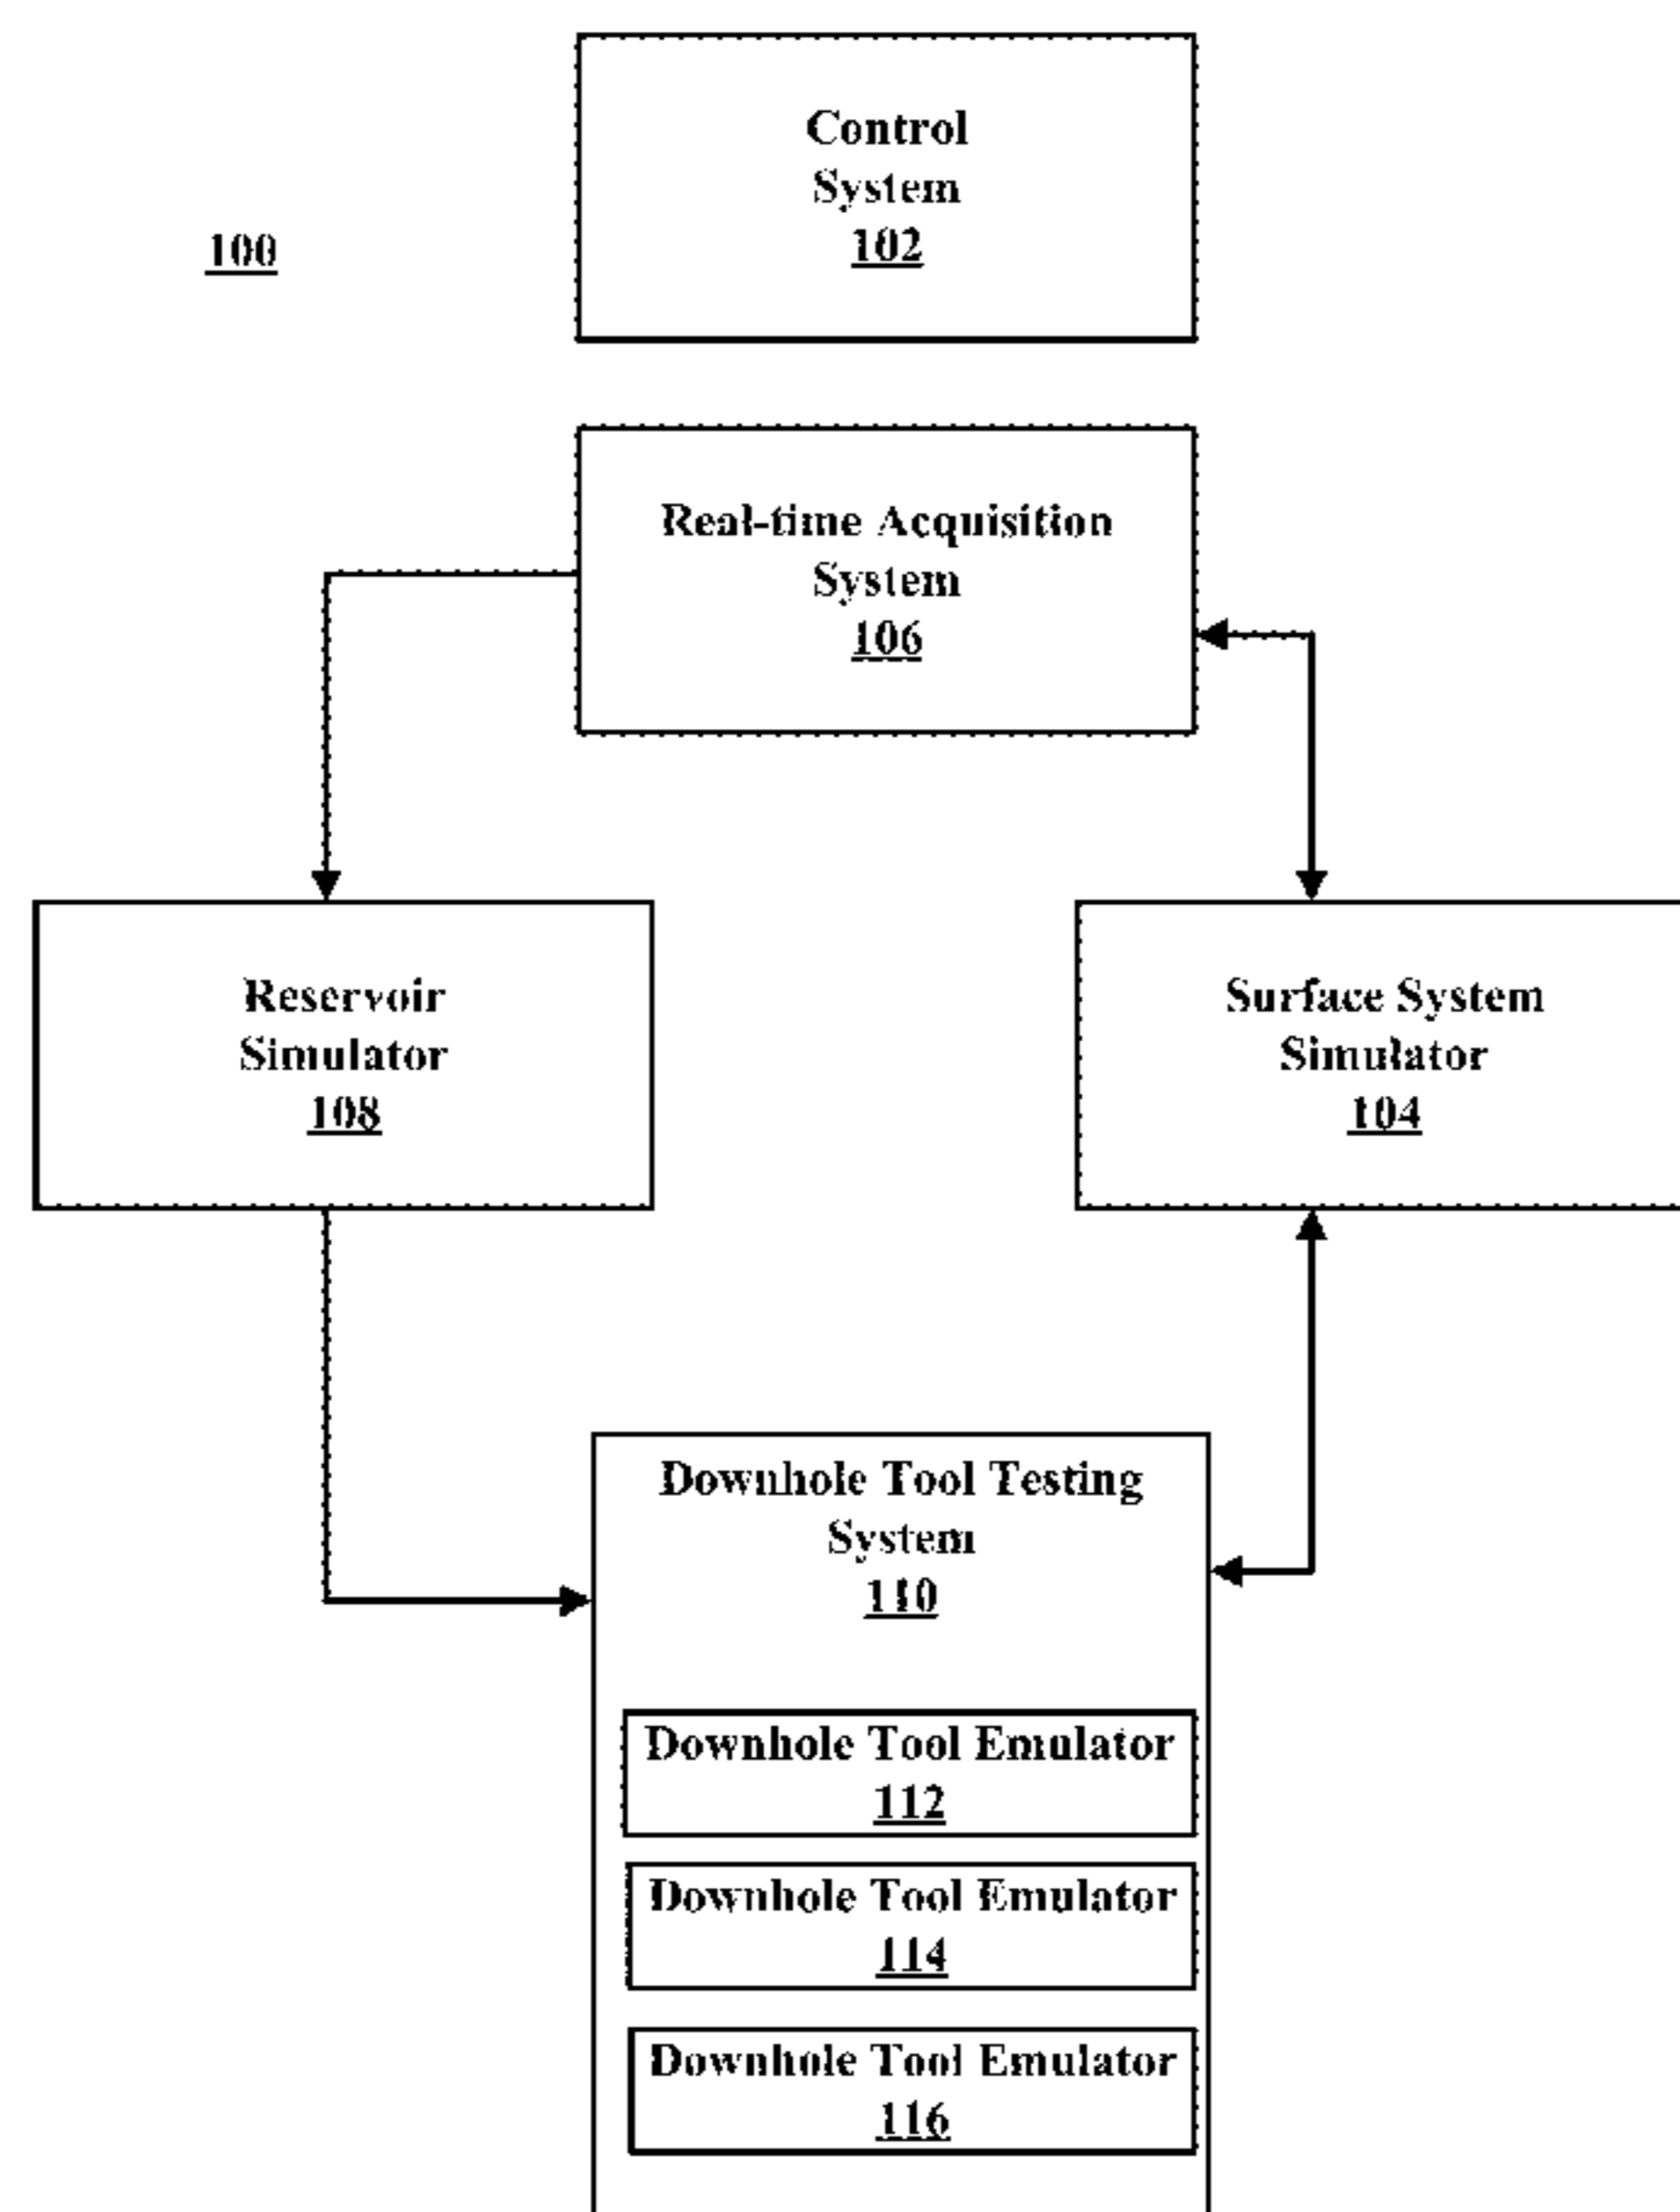 Control
System
102
100
Real-time Acquisition
System
106
Reservoir
Simulator
108
Surface System
Simulator
104
Downhole Tool Testing
System
110
Downhole Tool Emulator
112
Downhole Tool Emulator
114
Downhole Tool Emulator
116